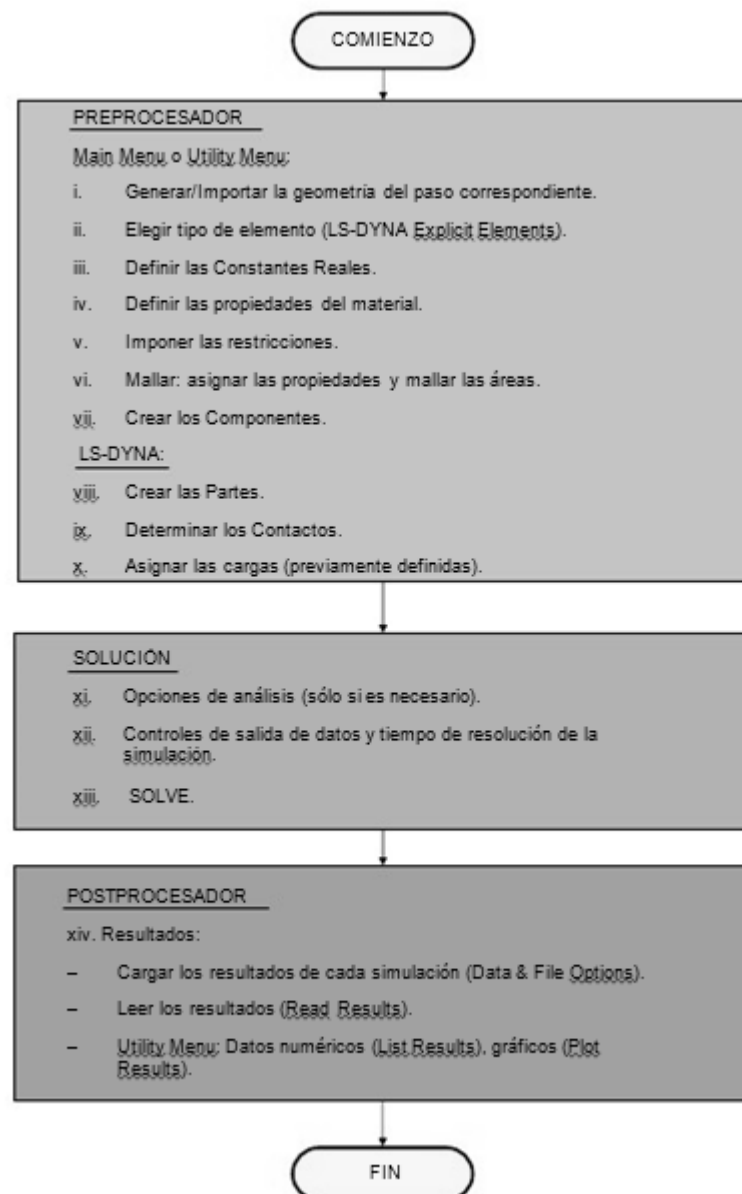 COMIENZO
PREPROCESADOR
Main Menu o Utility Menu:
i. Generar/Importar la geometría del paso correspondiente.
ii. Elegir tipo de elemento (LS-DYNA Explicit Elements).
iii. Definir las Constantes Reales.
iv. Definir las propiedades del material.
v. Imponer las restricciones.
vi. Mallar: asignar las propiedades y mallar las áreas.
vii. Crear los Componentes.
LS-DYNA:
viii. Crear las Partes.
ix. Determinar los Contactos.
x. Asignar las cargas (previamente definidas).
SOLUCIÓN
xi. Opciones de análisis (sólo si es necesario).
xii. Controles de salida de datos y tiempo de resolución de la
simulación.
xiii. SOLVE.
POSTPROCESADOR
xiv. Resultados:
– Cargar los resultados de cada simulación (Data & File Options).
– Leer los resultados (Read Results).
– Utility Menu: Datos numéricos (List Results), gráficos (Plot
Results).
FIN